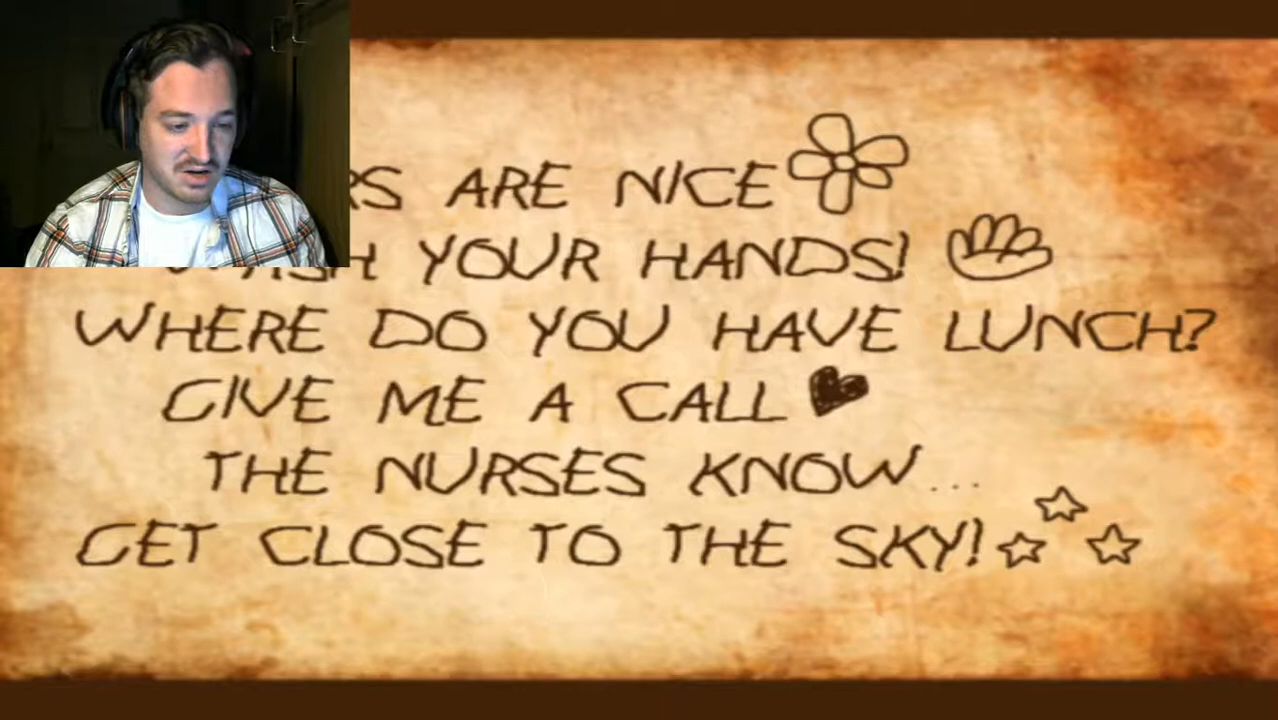 ARE NICE
YOUR HANDS!
WHERE DO YOU HAVE LUNCH?
GIVE ME A CALL
THE NURSES KNOW...
GET CLOSE TO THE SKY!